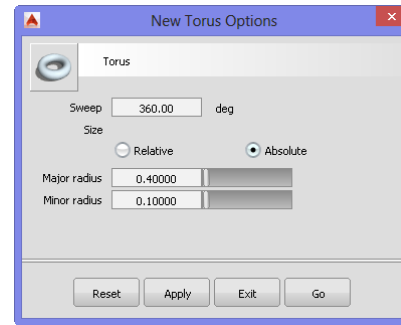 New Torus Options
Torus
Sweep 360.00 deg
Size
Relative Absolute
Major radius 0.40000
Minor radius 0.10000
Reset Apply Exit Go